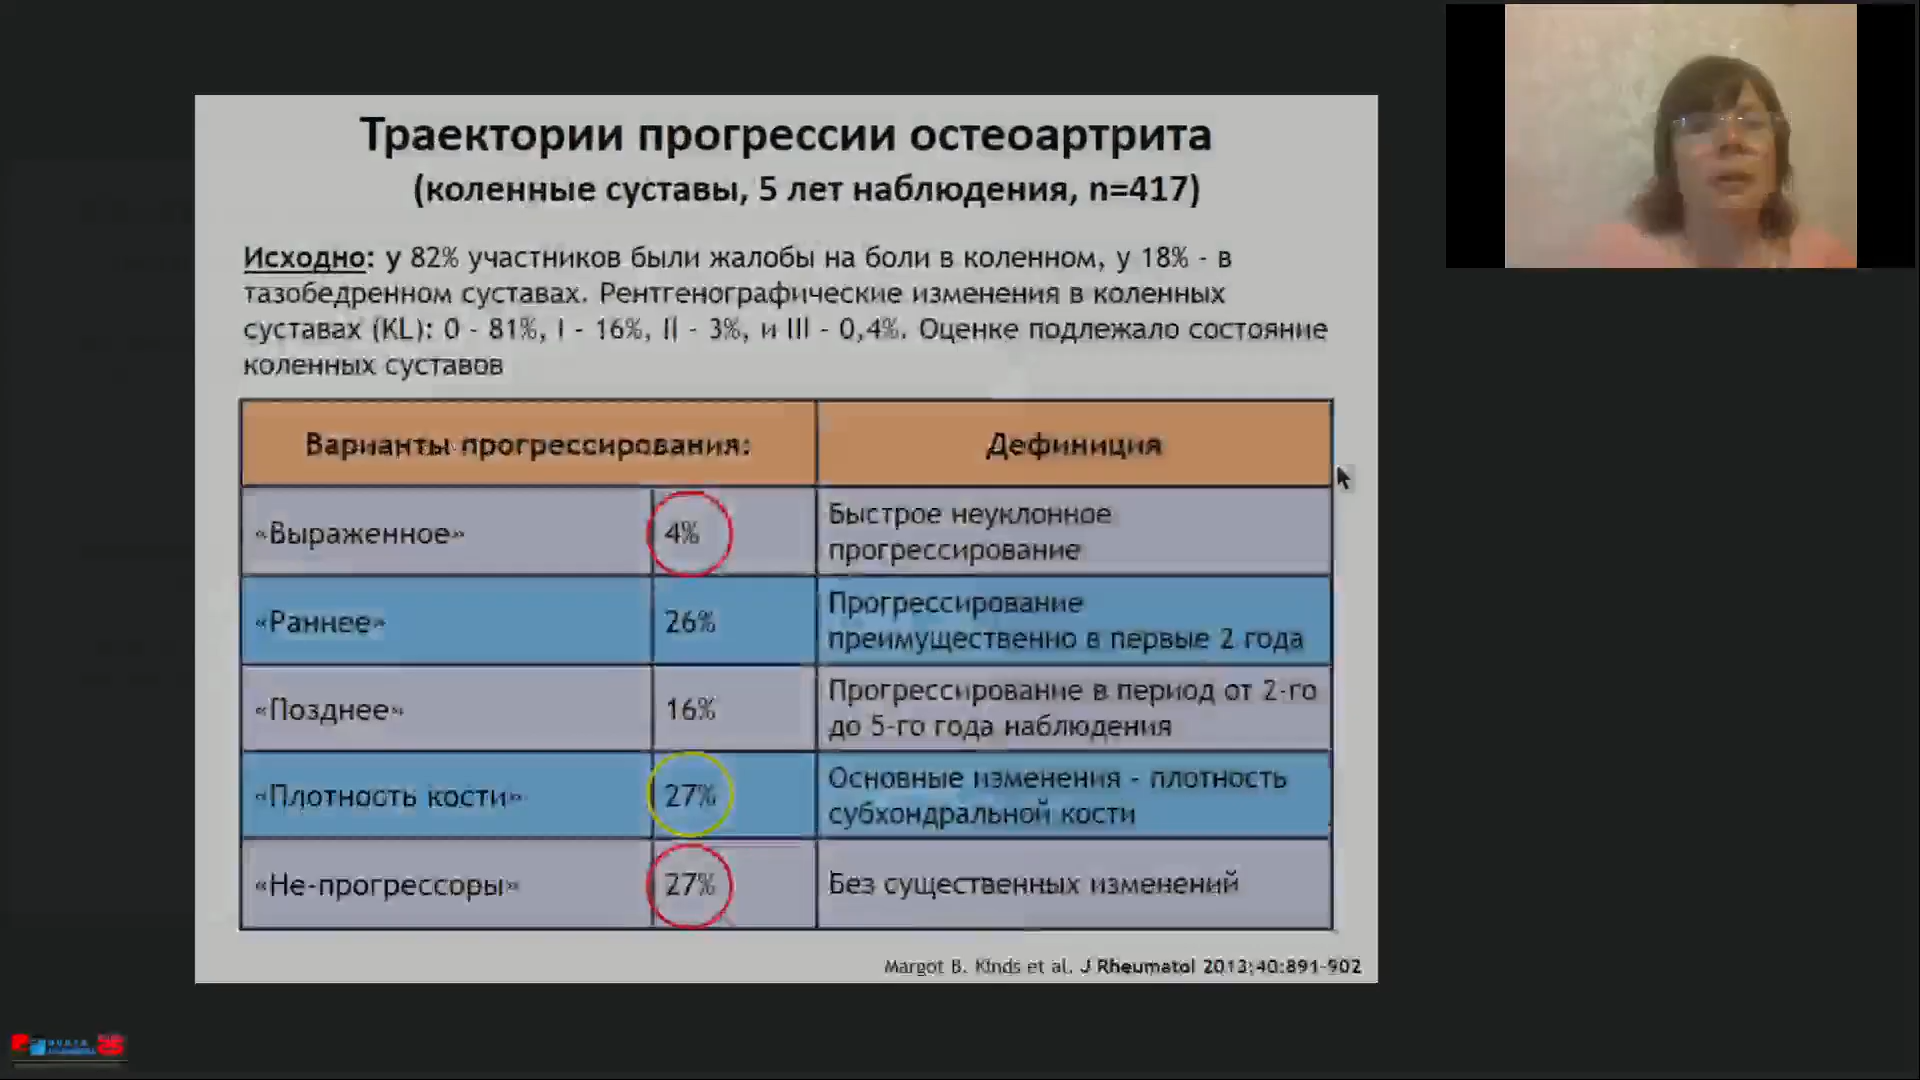 Траектории прогрессии остеоартрита
(коленные суставы, 5 лет наблюдения, n=417)
Исходно: у 82% участников были жалобы на боли в коленном, у 18% - в
тазобедренном суставах. Рентгенографические изменения в коленных
суставах (KL): 0 - 81%, I - 16%, II - 3%, и III - 0,4%. Оценке подлежало состояние
коленных суставов
Варианты прогрессирования:
Дефиниция
«Выраженное»
4%
Быстрое неуклонное
прогрессирование
«Раннее»
26%
Прогрессирование
преимущественно в первые 2 года
«Позднее»
16%
Прогрессирование в период от 2-го
до 5-го года наблюдения
«Плотность кости»
27%
Основные изменения - плотность
субхондральной кости
«Не-прогрессоры»
27%
Без существенных изменений
Margot B. Kinds et al. J Rheumatol 2013;40:891-902